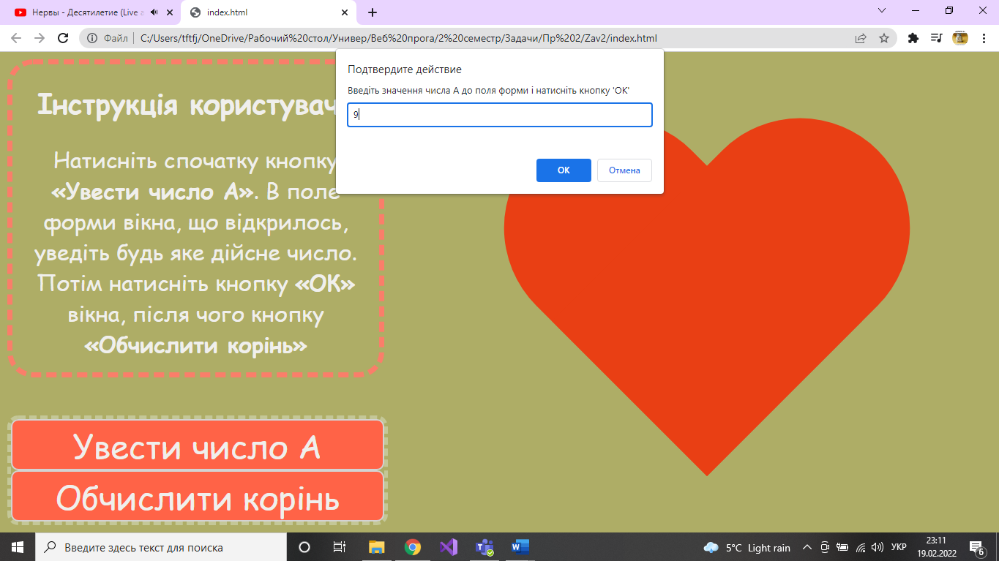 Нервы - Десятилетие (Live a
index.html
Файл
C:/Users/tftfj/OneDrive/Рабочий%20стол/Универ/Веб%20прога/2%20семестр/Задачи/Пр%202/Zav2/index.html
Подтвердите действие
Введіть значення числа А до поля форми і натисніть кнопку 'ОК'
9
ОК
Отмена
Інструкція користувач
Натисніть спочатку кнопку
«Увести число А». В поле
форми вікна, що відкрилось,
уведіть будь яке дійсне число.
Потім натисніть кнопку «ОК»
вікна, після чого кнопку
«Обчислити корінь»
Увести число А
Обчислити корінь
Введите здесь текст для поиска
5°C Light rain
УКР
23:11
19.02.2022
6